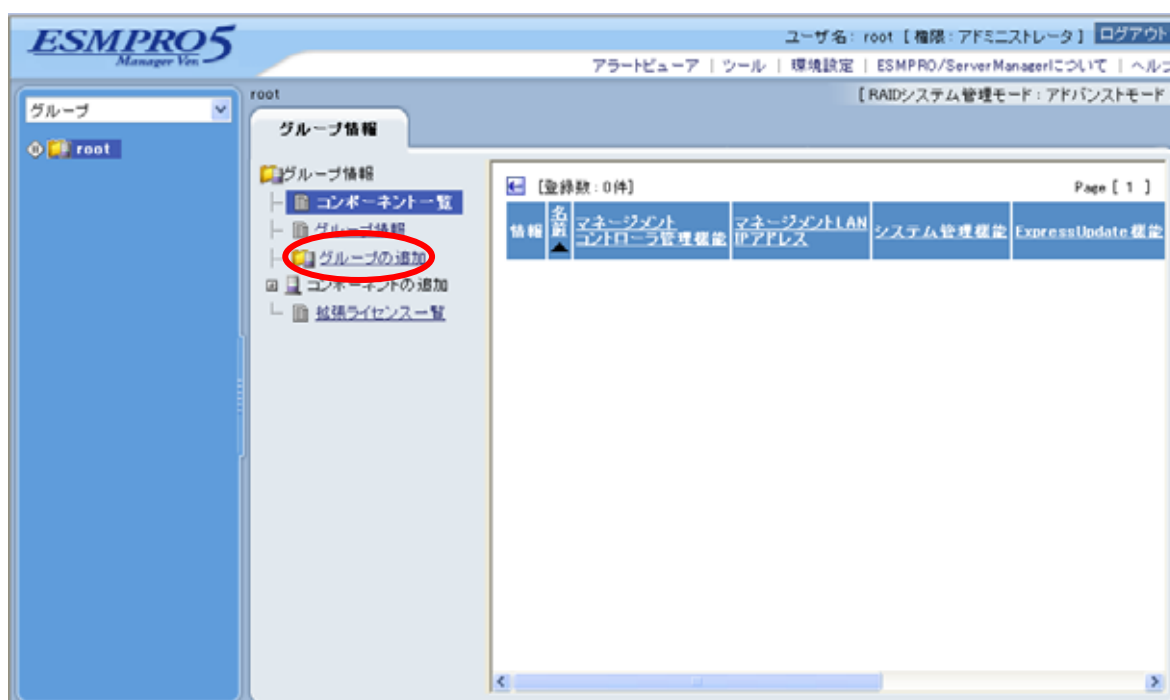 ESMPRO5
Manager Ver.
ユーザ名: root [ 権限: アドミニストレータ ] ログアウト
アラートビューア | ツール | 環境設定 | ESMPRO/ServerManagerについて | ヘルプ
グループ
root
root
[ RAIDシステム管理モード : アドバンストモード
グループ情報
グループ情報
コンポーネント一覧
グループ情報
グループの追加
コンポーネントの追加
拡張ライセンス一覧
[登録数 : 0件]
Page [ 1 ]
情報
名前
マネージメント
コントローラ管理機能
マネージメントLAN
IPアドレス
システム管理機能
ExpressUpdate機能